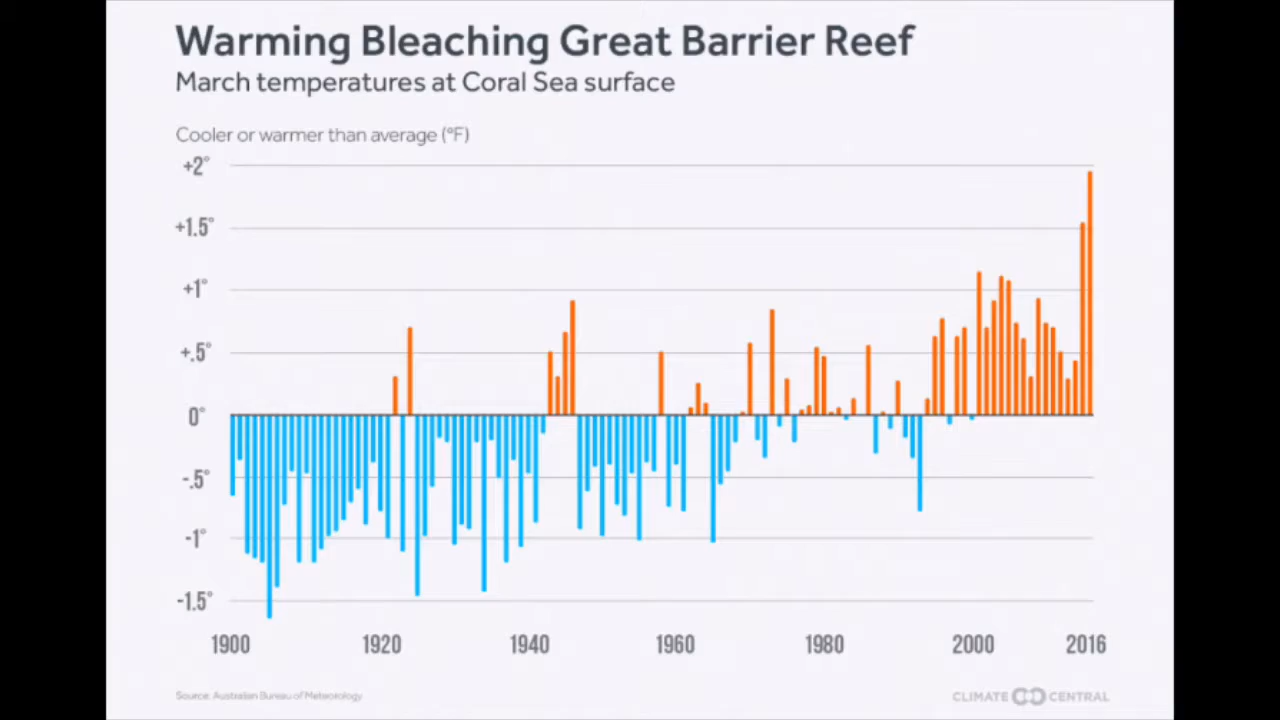 Warming Bleaching Great Barrier Reef
March temperatures at Coral Sea surface
Cooler or warmer than average (°F)
+2°
+1.5°
+1°
+.5°
0°
-.5°
-1°
-1.5°
1900 1920 1940 1960 1980 2000 2016
Source: Australian Bureau of Meteorology
CLIMATE CENTRAL